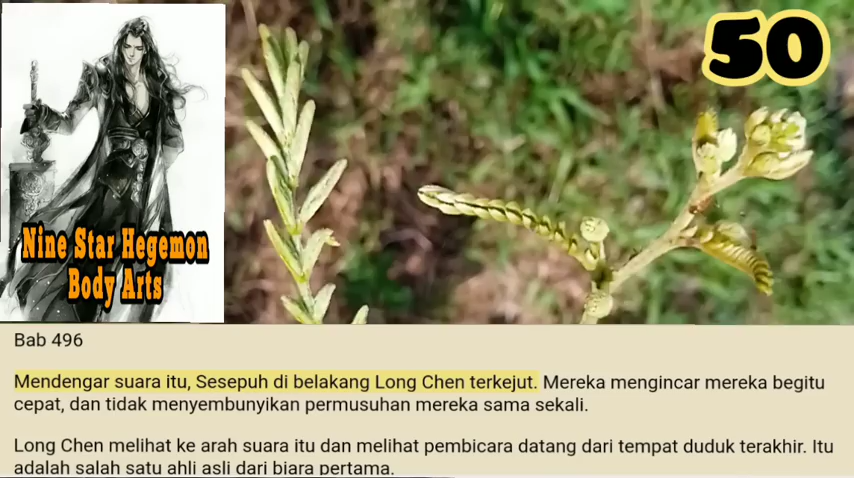 50
Nine Star Hegemon
Body Arts
Bab 496
Mendengar suara itu, Sesepuh di belakang Long Chen terkejut. Mereka mengincar mereka begitu
cepat, dan tidak menyembunyikan permusuhan mereka sama sekali.
Long Chen melihat ke arah suara itu dan melihat pembicara datang dari tempat duduk terakhir. Itu
adalah salah satu ahli asli dari biara pertama.